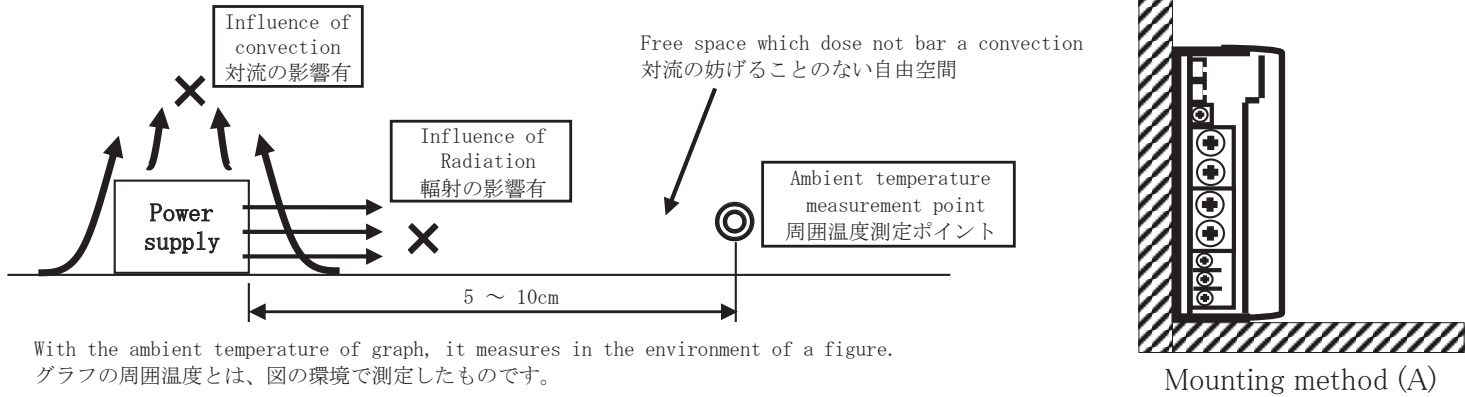 Influence of
convection
対流の影響有
Free space which dose not bar a convection
対流の妨げることのない自由空間
Influence of
Radiation
輻射の影響有
Ambient temperature
measurement point
周囲温度測定ポイント
Power
supply
5 ～ 10cm
With the ambient temperature of graph, it measures in the environment of a figure.
グラフの周囲温度とは、図の環境で測定したものです。
Mounting method (A)